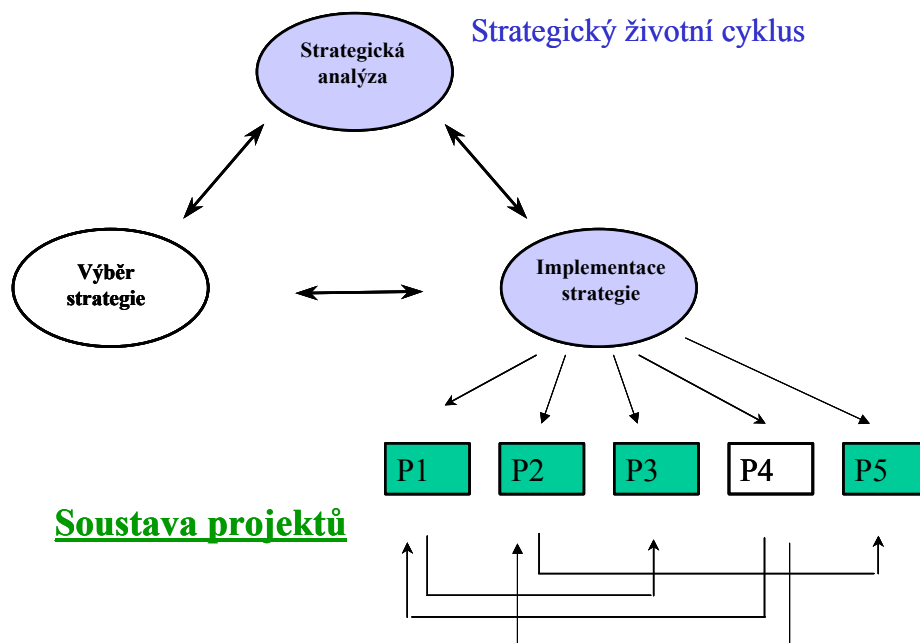 Strategický životní cyklus
Strategická
analýza
Výběr
strategie
Implementace
strategie
P1
P2
P3
P4
P5
Soustava projektů